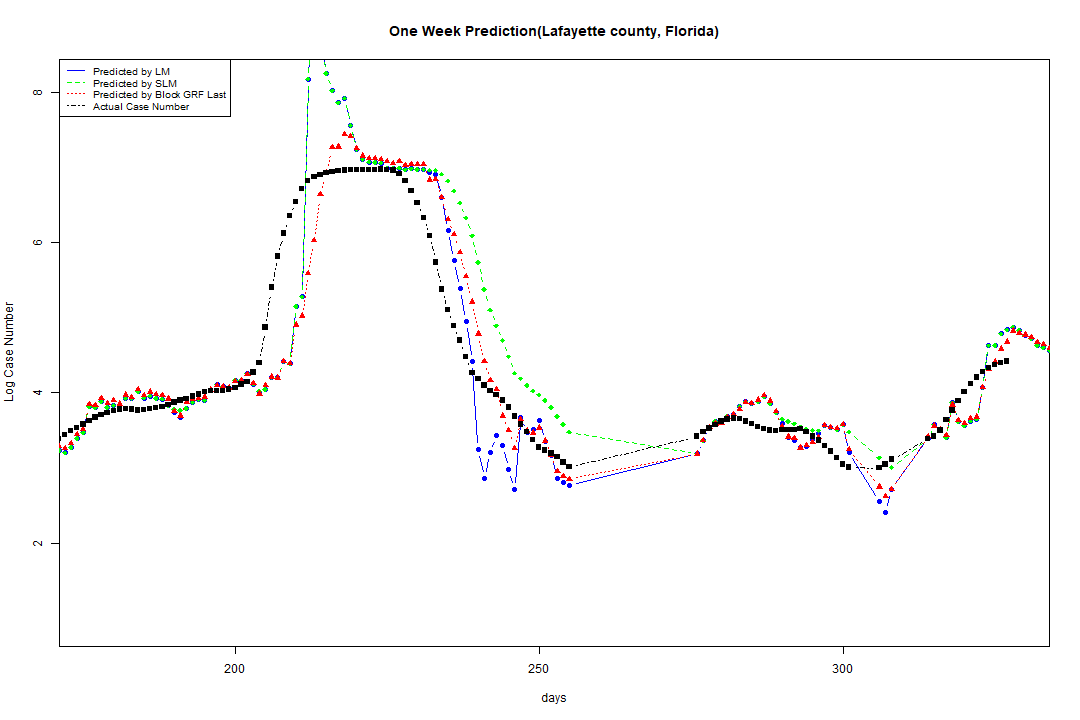 One Week Prediction(Lafayette county, Florida)
Predicted by LM
Predicted by SLM
Predicted by Block GRF Last
Actual Case Number
8
6
4
2
Log Case Number
200 250 300
days